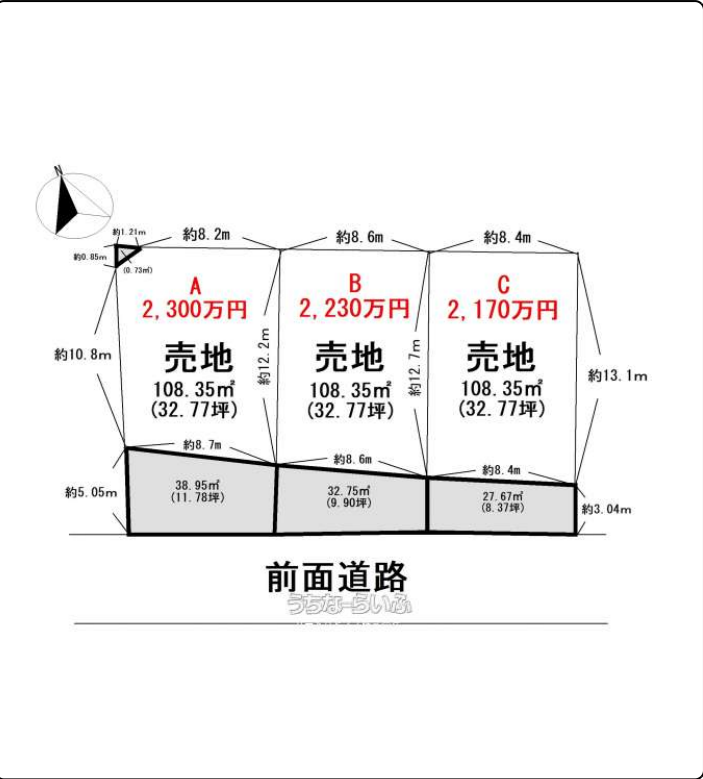 N
約1.21m
約8.2m
約8.6m
約8.4m
約0.85m
(0.73㎡)
A
2,300万円
売地
108.35㎡
(32.77坪)
B
2,230万円
売地
108.35㎡
(32.77坪)
C
2,170万円
売地
108.35㎡
(32.77坪)
約10.8m
約12.2m
約12.7m
約13.1m
約8.7m
約8.6m
約8.4m
約5.05m
38.95㎡
(11.78坪)
32.75㎡
(9.90坪)
27.67㎡
(8.37坪)
約3.04m
前面道路
うちなーらいふ